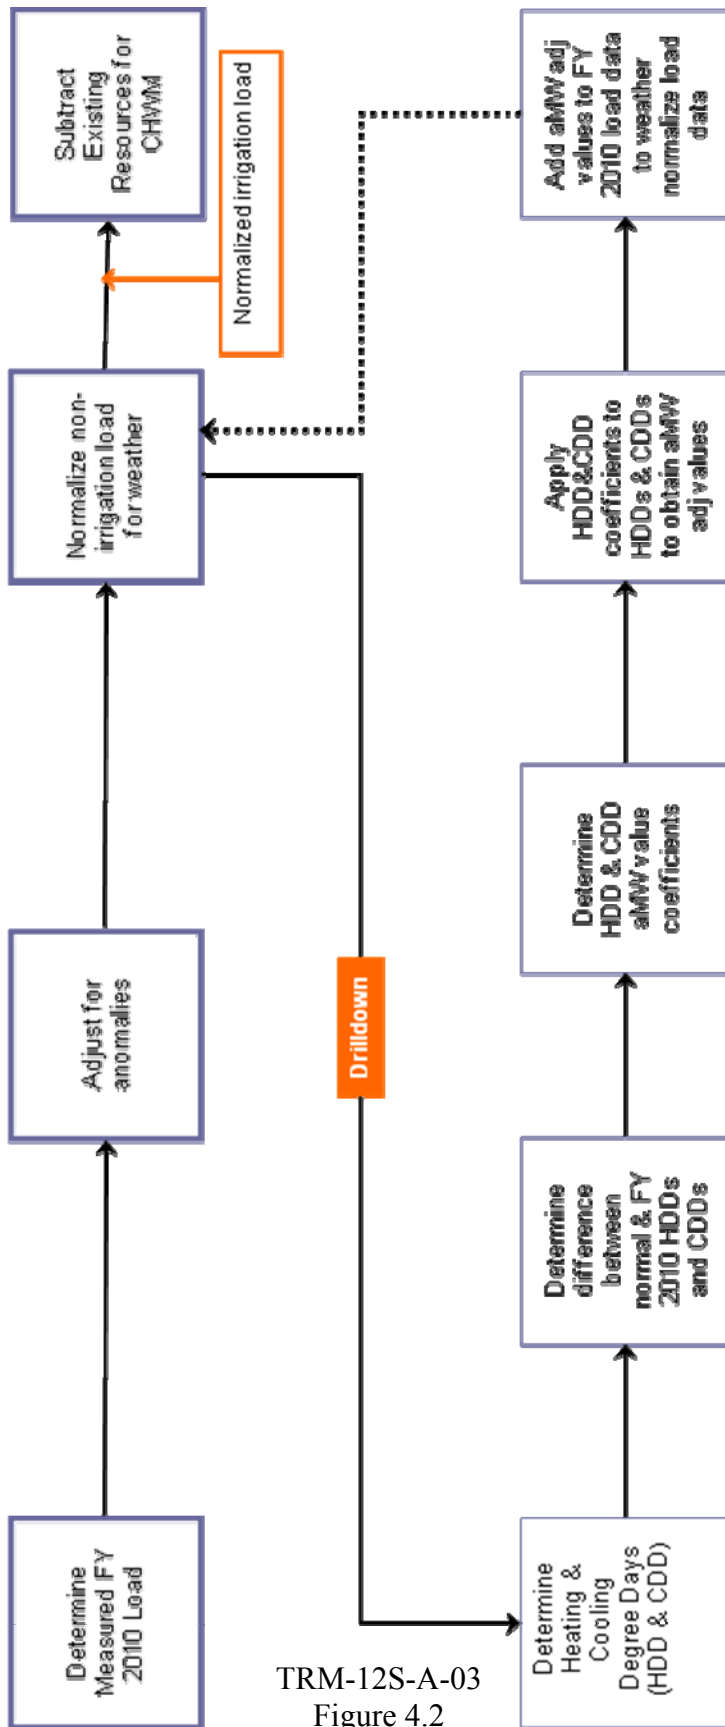 Determine
Measured FY
2010 Load
Adjust for
anomalies
Normalize non-
irrigation load
for weather
Subtract
Existing
Resources for
CHWM
Normalized irrigation load
Drilldown
Determine
Heating &
Cooling
Degree Days
(HDD & CDD)
Determine
difference
between
normal & FY
2010 HDDs
and CDDs
Determine
HDD & CDD
aMW value
coefficients
Apply
HDD&CDD
coefficients to
HDDs & CDDs
to obtain aMW
adj values
Add aMW adj
values to FY
2010 load data
to weather
normalize load
data
TRM-12S-A-03
Figure 4.2